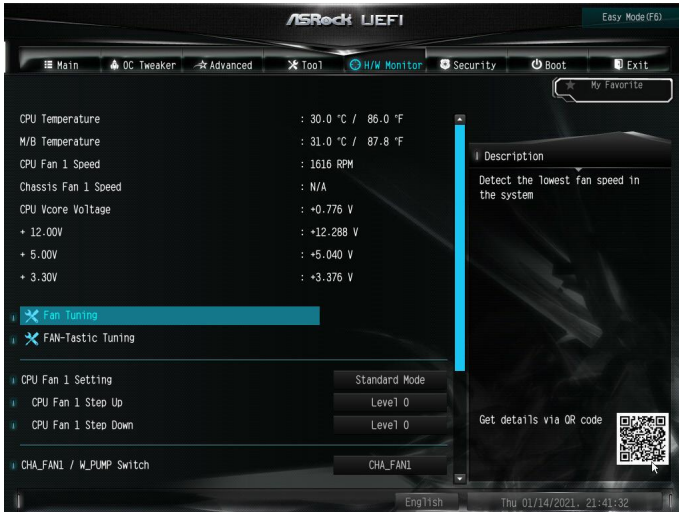 ASRock UEFI
Easy Mode(F6)
Main OC Tweaker Advanced Tool H/W Monitor Security Boot Exit
My Favorite
CPU Temperature : 30.0 °C / 86.0 °F
M/B Temperature : 31.0 °C / 87.8 °F
CPU Fan 1 Speed : 1616 RPM
Chassis Fan 1 Speed : N/A
CPU Vcore Voltage : +0.776 V
+ 12.00V : +12.288 V
+ 5.00V : +5.040 V
+ 3.30V : +3.376 V
Fan Tuning
FAN-Tastic Tuning
CPU Fan 1 Setting Standard Mode
CPU Fan 1 Step Up Level 0
CPU Fan 1 Step Down Level 0
CHA_FAN1 / W_PUMP Switch CHA_FAN1
Description
Detect the lowest fan speed in
the system
Get details via QR code
English
Thu 01/14/2021. 21:41:32